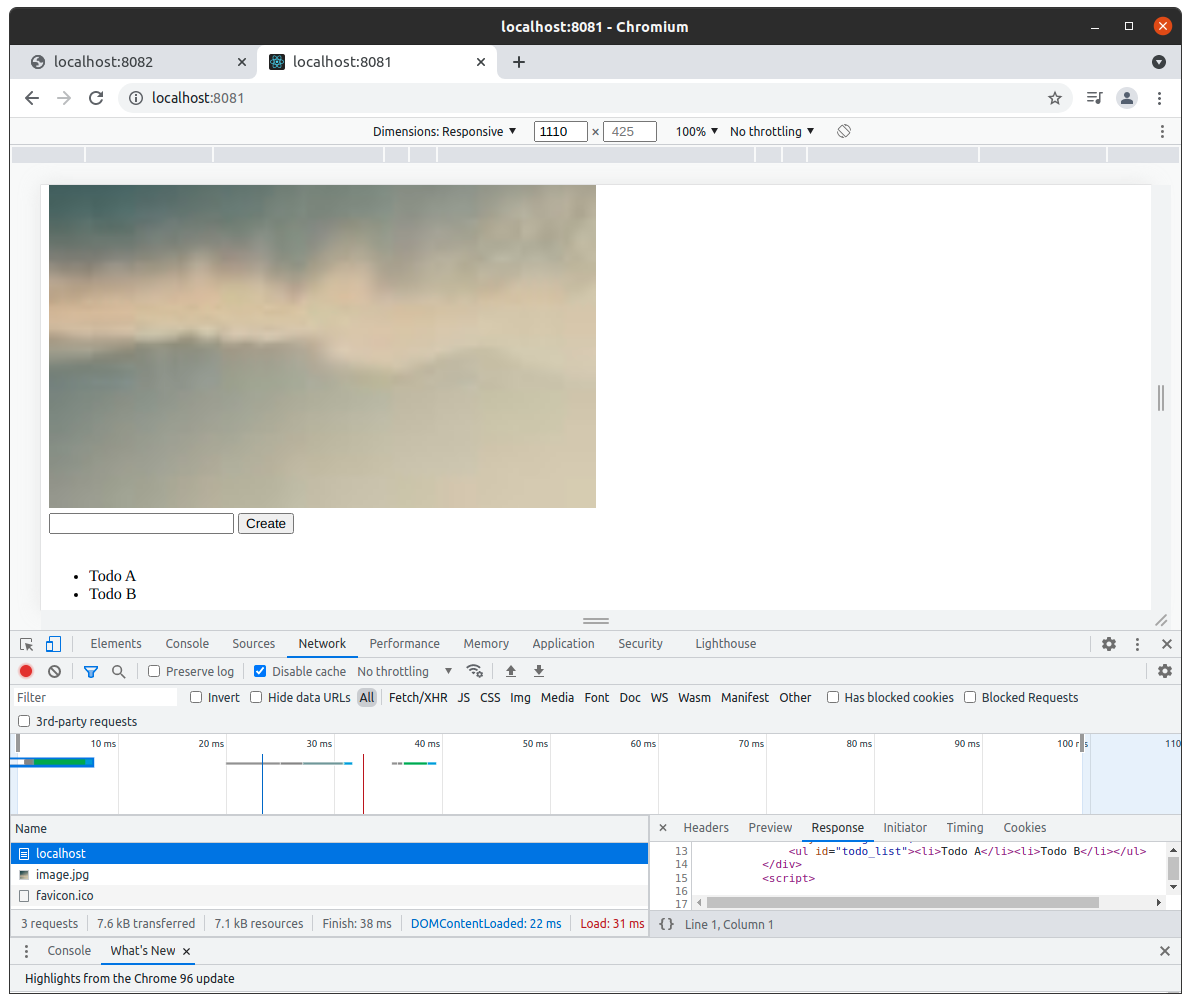 localhost:8081 - Chromium
localhost:8082
localhost:8081
localhost:8081
Dimensions: Responsive ▼ 1110 × 425 100% ▼ No throttling ▼
Create
• Todo A
• Todo B
Elements Console Sources Network Performance Memory Application Security Lighthouse
Preserve log Disable cache No throttling ▼
Filter Invert Hide data URLs All Fetch/XHR JS CSS Img Media Font Doc WS Wasm Manifest Other Has blocked cookies Blocked Requests
3rd-party requests
10 ms 20 ms 30 ms 40 ms 50 ms 60 ms 70 ms 80 ms 90 ms 100 110
Name
localhost
image.jpg
favicon.ico
3 requests 7.6 kB transferred 7.1 kB resources Finish: 38 ms DOMContentLoaded: 22 ms Load: 31 ms
Headers Preview Response Initiator Timing Cookies
13 <ul id="todo_list"><li>Todo A</li><li>Todo B</li></ul>
14 </div>
15 <script>
16
17
{} Line 1, Column 1
Console What's New
Highlights from the Chrome 96 update